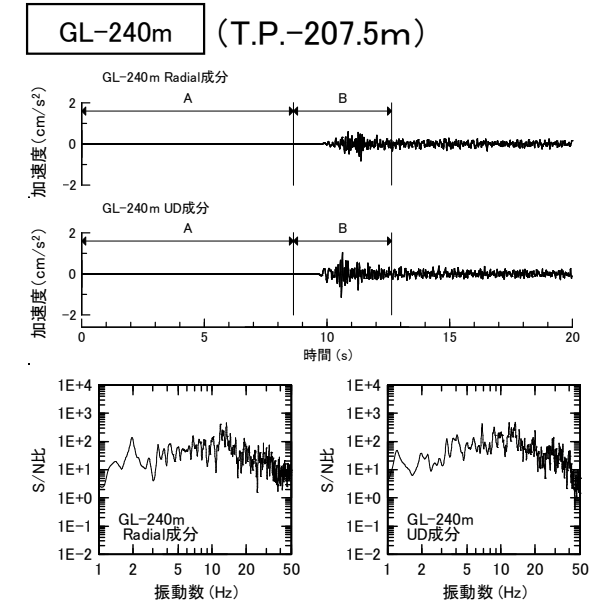 GL-240m (T.P.-207.5m)
GL-240m Radial成分
A B
加速度(cm/s²)
2
0
-2
GL-240m UD成分
A B
加速度(cm/s²)
2
0
-2
0 5 10 15 20
時間(s)
S/N比
1E+4
1E+3
1E+2
1E+1
1E+0
1E-1
1E-2
GL-240m
Radial成分
1 2 5 10 20 50
振動数(Hz)
S/N比
1E+4
1E+3
1E+2
1E+1
1E+0
1E-1
1E-2
GL-240m
UD成分
1 2 5 10 20 50
振動数(Hz)